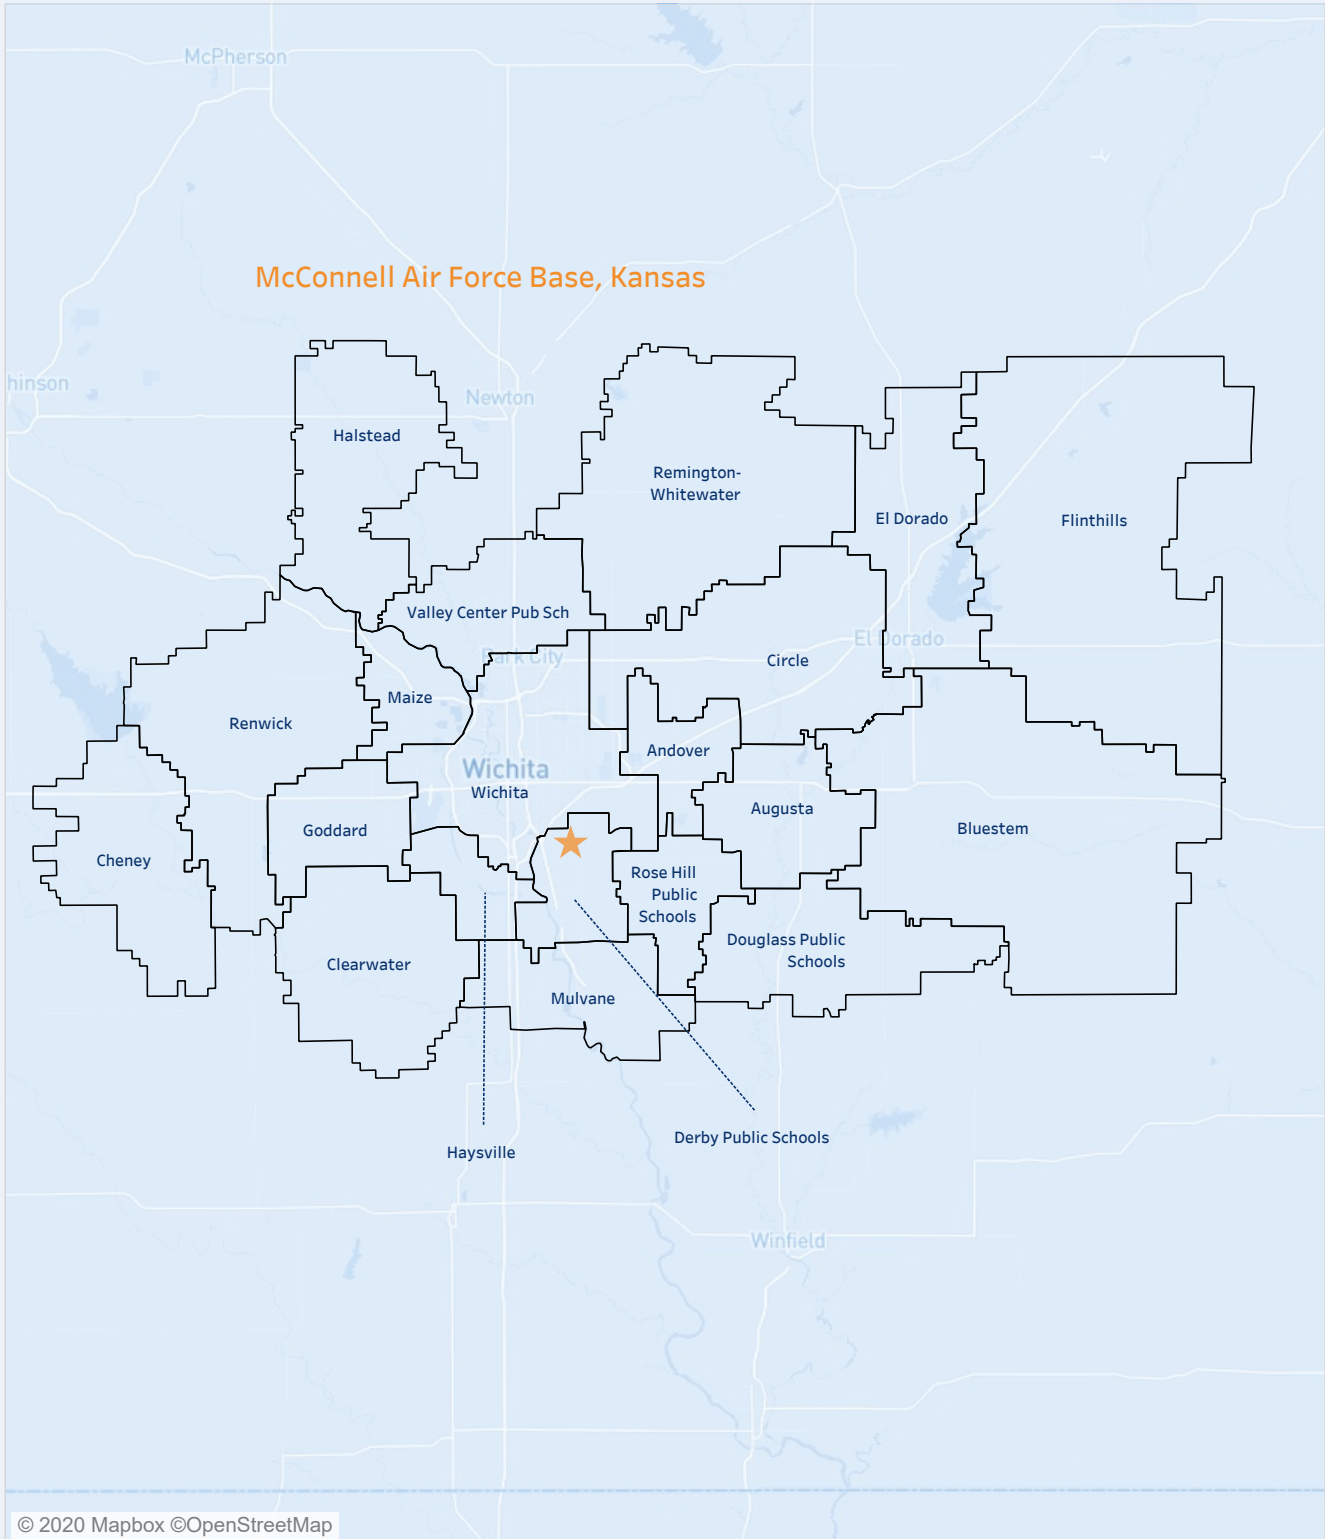 McPherson
McConnell Air Force Base, Kansas
hinson
Newton
Halstead
Remington-
Whitewater
El Dorado
Flinthills
Valley Center Pub Sch
El Dorado
Park City
Circle
Maize
Renwick
Andover
Wichita
Wichita
Augusta
Goddard
Bluestem
Cheney
Rose Hill
Public
Schools
Douglass Public
Schools
Clearwater
Mulvane
Derby Public Schools
Haysville
Winfield
© 2020 Mapbox ©OpenStreetMap